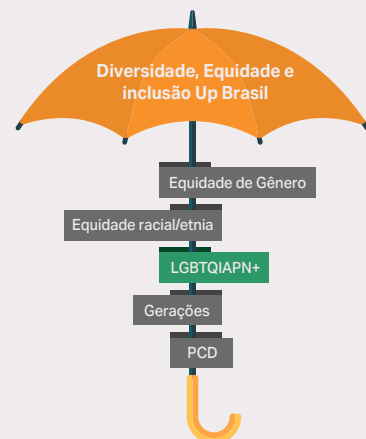 Diversidade, Equidade e
inclusão Up Brasil
Equidade de Gênero
Equidade racial/etnia
LGBTQIAPN+
Gerações
PCD